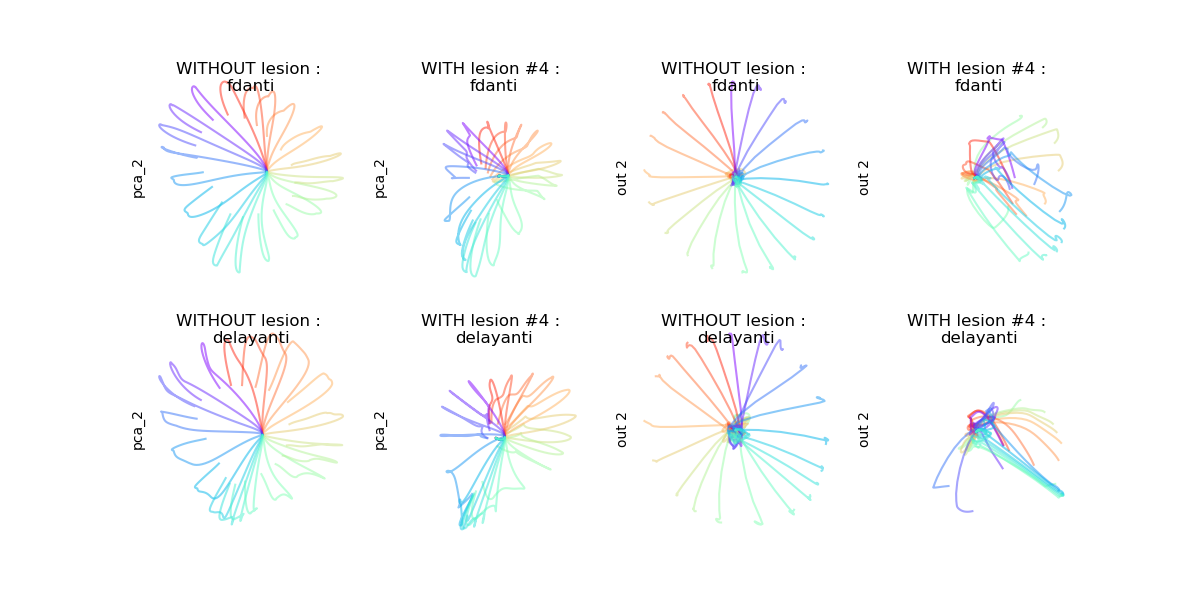 WITHOUT lesion :
fdanti
WITH lesion #4 :
fdanti
WITHOUT lesion :
fdanti
WITH lesion #4 :
fdanti
pca_2
pca_2
out 2
out 2
WITHOUT lesion :
delayanti
WITH lesion #4 :
delayanti
WITHOUT lesion :
delayanti
WITH lesion #4 :
delayanti
pca_2
pca_2
out 2
out 2